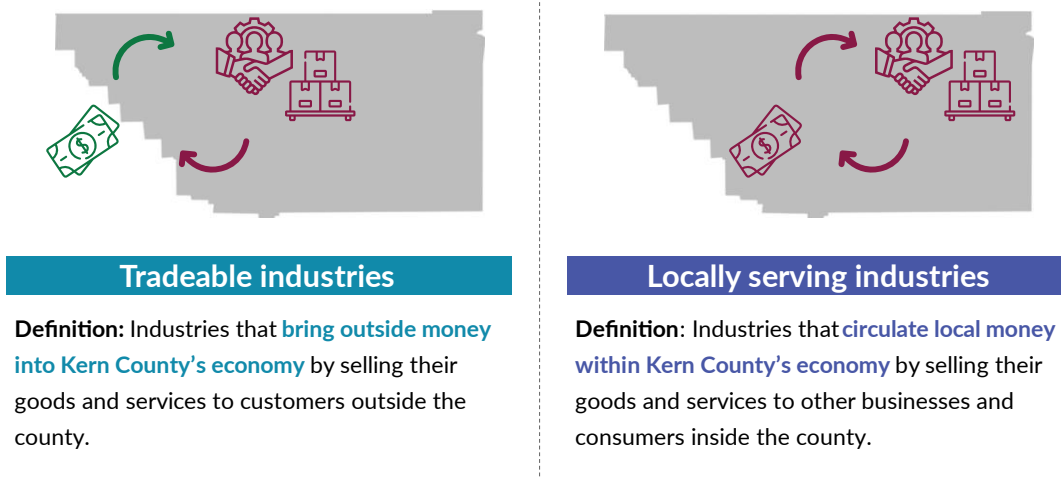 Tradeable industries
Definition: Industries that bring outside money
into Kern County’s economy by selling their
goods and services to customers outside the
county.
Locally serving industries
Definition: Industries that circulate local money
within Kern County’s economy by selling their
goods and services to other businesses and
consumers inside the county.